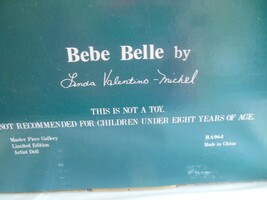 Bebe Belle by
Linda Valentino-Michel
THIS IS NOT A TOY.
NOT RECOMMENDED FOR CHILDREN UNDER EIGHT YEARS OF AGE.
Master Piece Gallery
Limited Edition
Artist Doll
HA964
Made in China